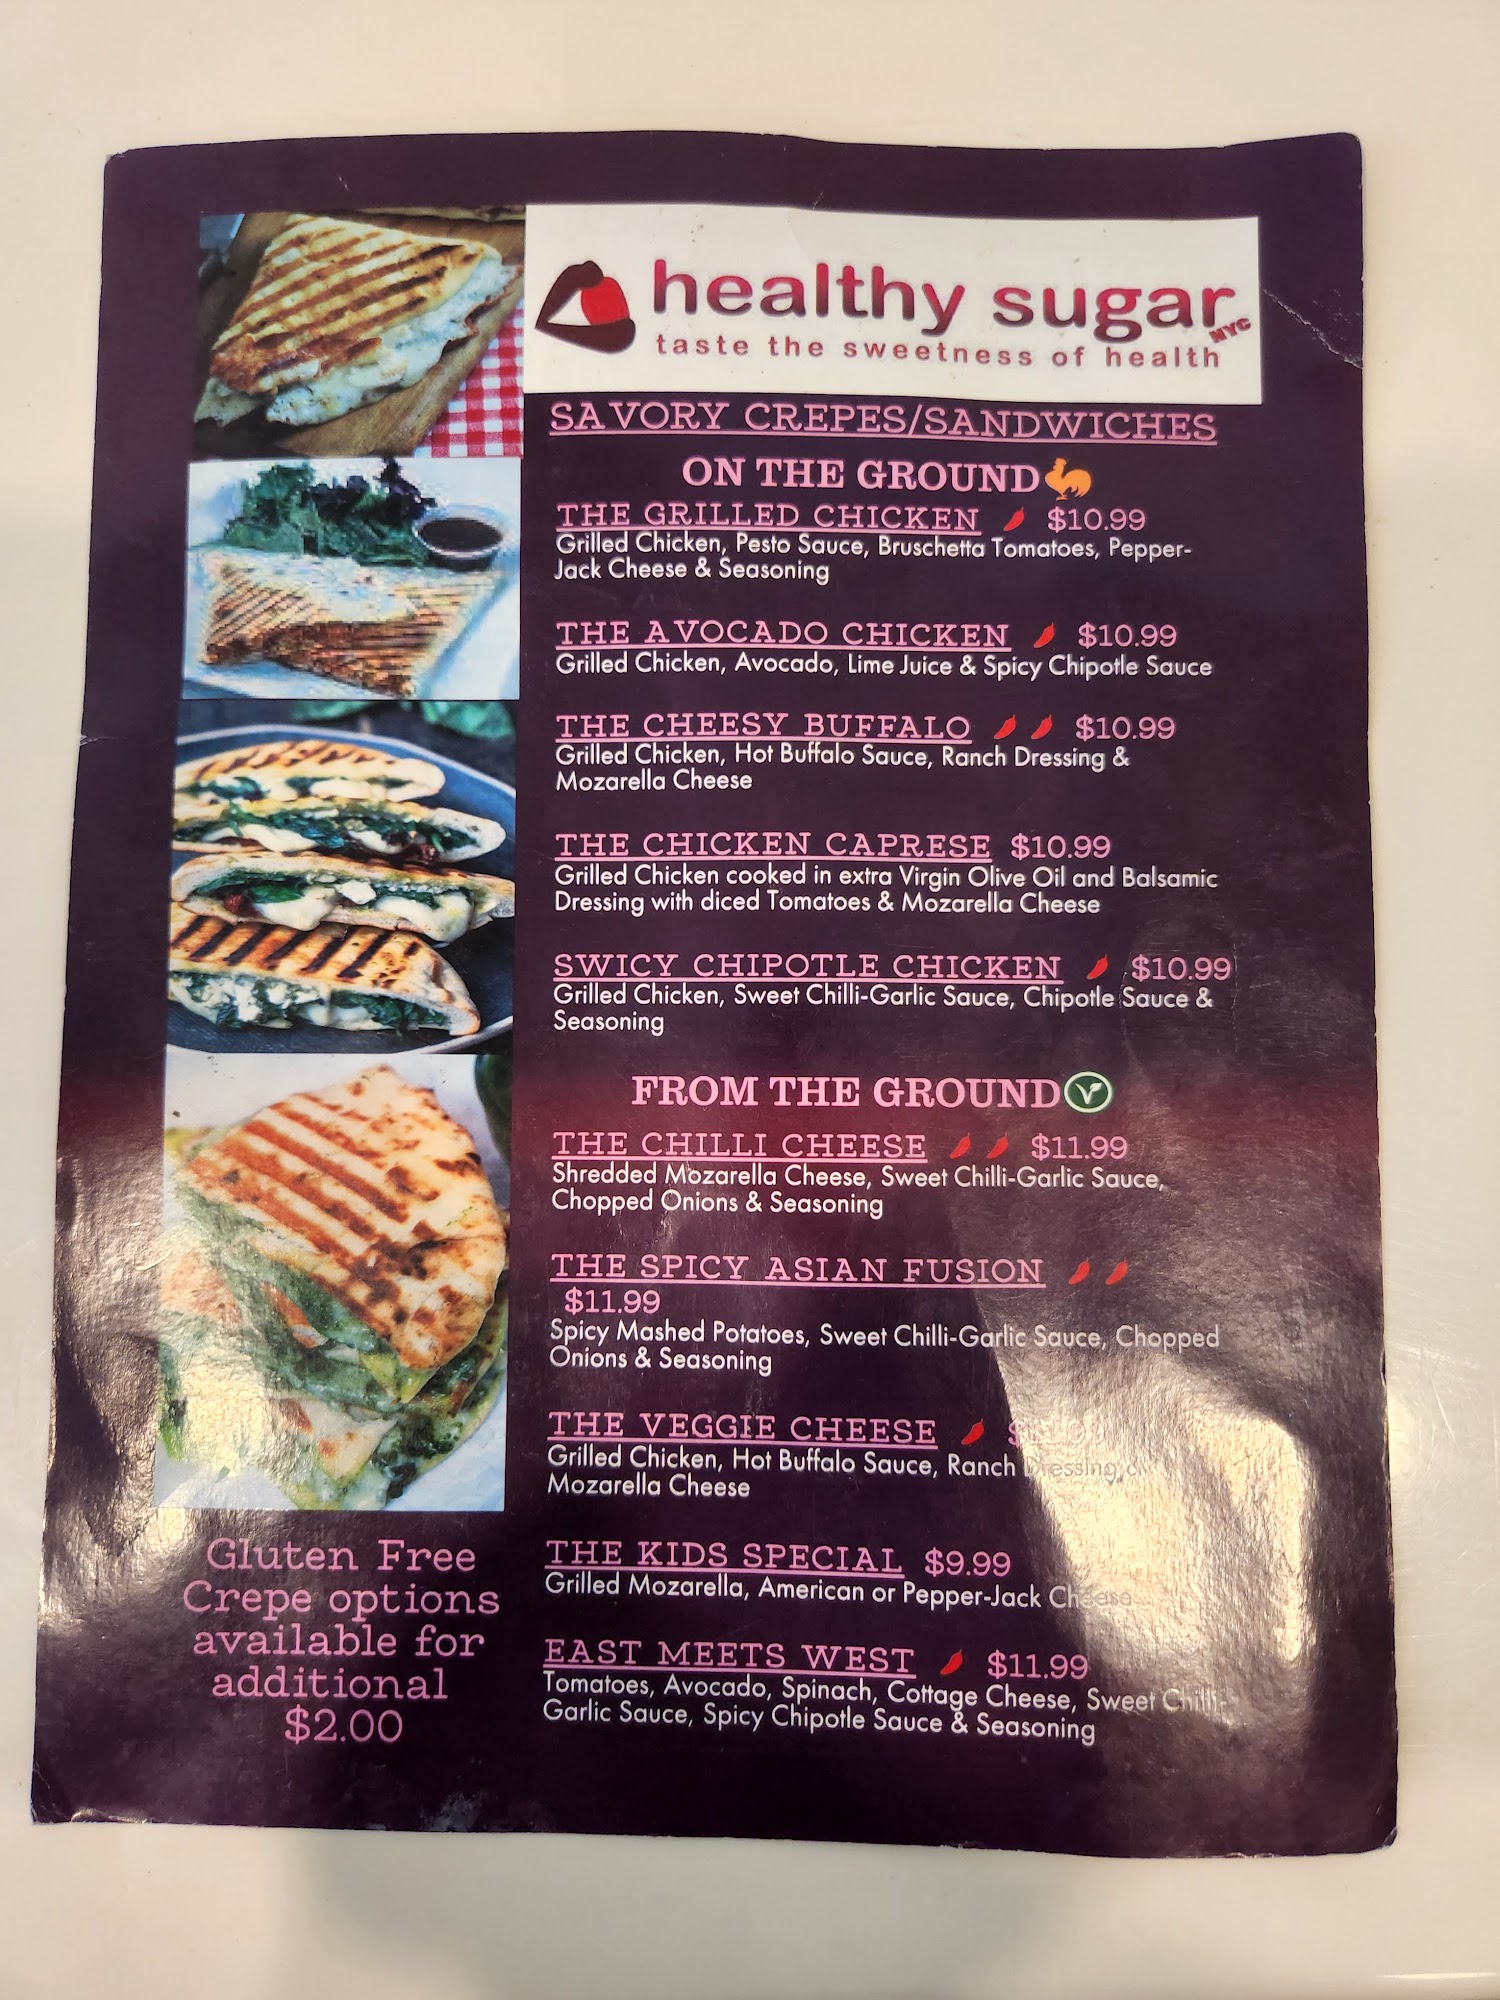 healthy sugar
NYC
taste the sweetness of health
SAVORY CREPES/SANDWICHES
ON THE GROUND
THE GRILLED CHICKEN $10.99
Grilled Chicken, Pesto Sauce, Bruschetta Tomatoes, Pepper-
Jack Cheese & Seasoning
THE AVOCADO CHICKEN $10.99
Grilled Chicken, Avocado, Lime Juice & Spicy Chipotle Sauce
THE CHEESY BUFFALO $10.99
Grilled Chicken, Hot Buffalo Sauce, Ranch Dressing &
Mozarella Cheese
THE CHICKEN CAPRESE $10.99
Grilled Chicken cooked in extra Virgin Olive Oil and Balsamic
Dressing with diced Tomatoes & Mozarella Cheese
SWICY CHIPOTLE CHICKEN $10.99
Grilled Chicken, Sweet Chilli-Garlic Sauce, Chipotle Sauce &
Seasoning
FROM THE GROUND
THE CHILLI CHEESE $11.99
Shredded Mozarella Cheese, Sweet Chilli-Garlic Sauce,
Chopped Onions & Seasoning
THE SPICY ASIAN FUSION
$11.99
Spicy Mashed Potatoes, Sweet Chilli-Garlic Sauce, Chopped
Onions & Seasoning
THE VEGGIE CHEESE
Grilled Chicken, Hot Buffalo Sauce, Ranch Dressing &
Mozarella Cheese
THE KIDS SPECIAL $9.99
Grilled Mozarella, American or Pepper-Jack Cheese
EAST MEETS WEST $11.99
Tomatoes, Avocado, Spinach, Cottage Cheese, Sweet Chilli-
Garlic Sauce, Spicy Chipotle Sauce & Seasoning
Gluten Free
Crepe options
available for
additional
$2.00